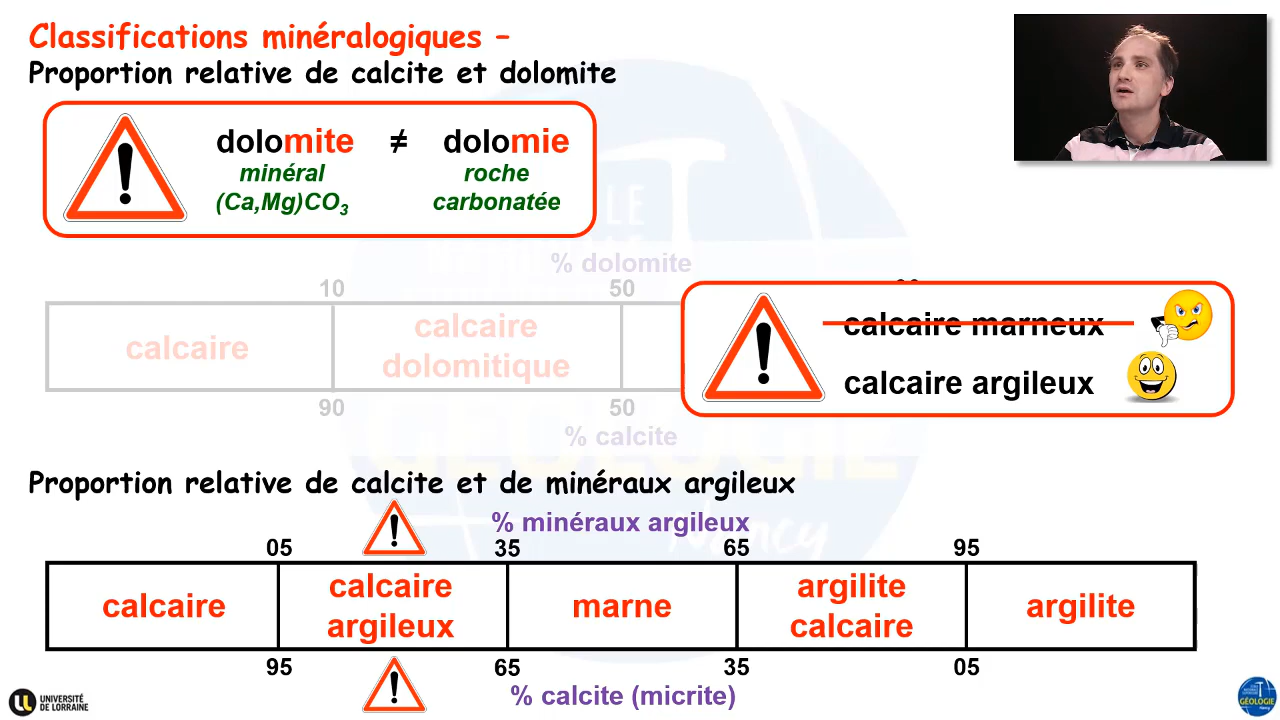 Classifications minéralogiques –
Proportion relative de calcite et dolomite
dolomite ≠ dolomie
minéral roche
(Ca,Mg)CO3 carbonatée
% dolomite
10 50
calcaire calcaire dolomitique
90 50
% calcite
calcaire marneux
calcaire argileux
Proportion relative de calcite et de minéraux argileux
% minéraux argileux
05 35 65 95
calcaire calcaire argileux marne argilite calcaire argilite
95 65 35 05
% calcite (micrite)
UNIVERSITÉ
DE LORRAINE
GÉOLOGIE
Nancy